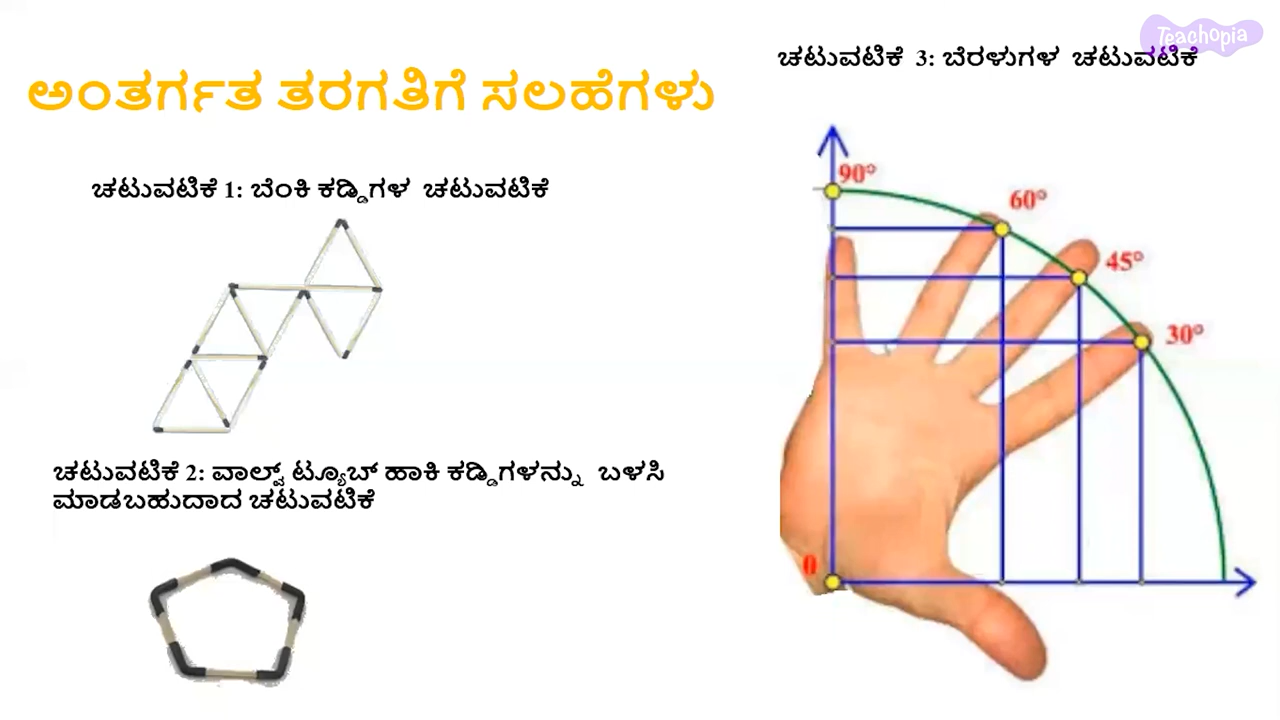 ಅಂತರ್ಗತ ತರಗತಿಗೆ ಸಲಹೆಗಳು
ಚಟುವಟಿಕೆ 1: ಬೆಂಕಿ ಕಡ್ಡಿಗಳ ಚಟುವಟಿಕೆ
ಚಟುವಟಿಕೆ 2: ವಾಲ್ವ್ ಟ್ಯೂಬ್ ಹಾಕಿ ಕಡ್ಡಿಗಳನ್ನು ಬಳಸಿ
ಮಾಡಬಹುದಾದ ಚಟುವಟಿಕೆ
Teachopia
ಚಟುವಟಿಕೆ 3: ಬೆರಳುಗಳ ಚಟುವಟಿಕೆ
90°
60°
45°
30°
0